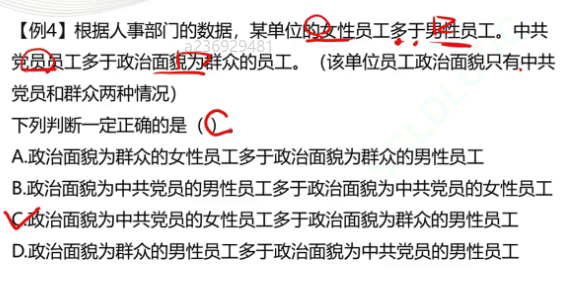 【例4】根据人事部门的数据，某单位的女性员工多于男性员工。中共
a236929481
党员员工多于政治面貌为群众的员工。（该单位员工政治面貌只有中共
党员和群众两种情况）
下列判断一定正确的是（ C ）。
A.政治面貌为群众的女性员工多于政治面貌为群众的男性员工
B.政治面貌为中共党员的男性员工多于政治面貌为中共党员的女性员工
C.政治面貌为中共党员的女性员工多于政治面貌为群众的男性员工
D.政治面貌为群众的男性员工多于政治面貌为中共党员的男性员工